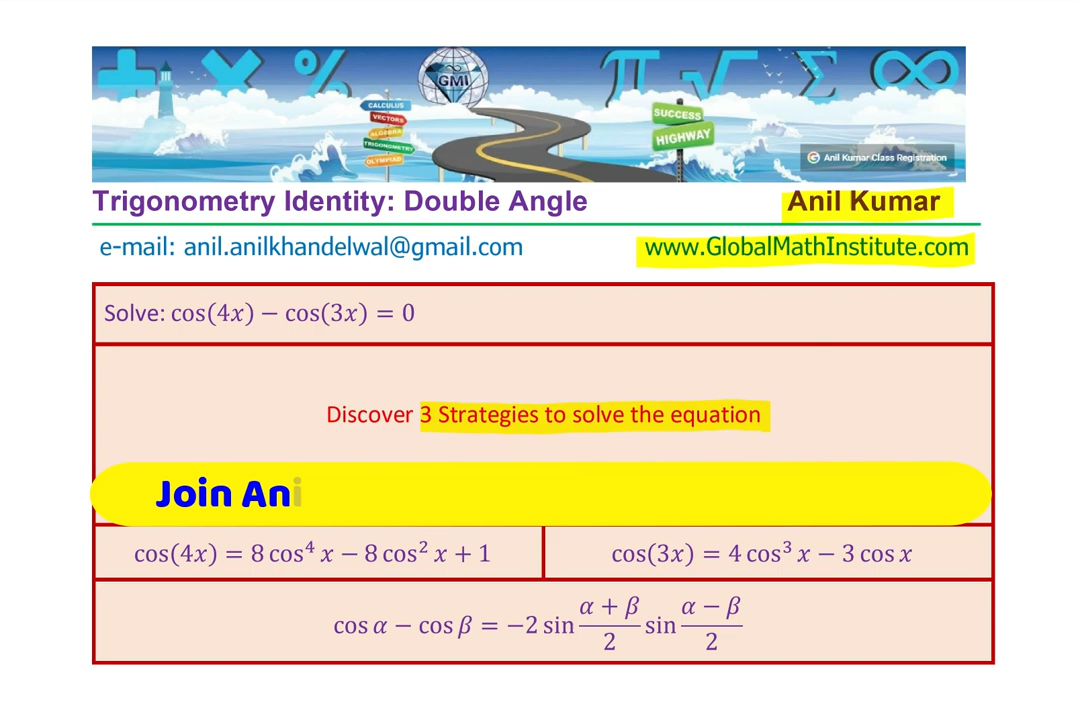 + × % GMI π √ Σ ∞
CALCULUS
VECTORS
ALGEBRA
TRIGONOMETRY
OLYMPIAD
SUCCESS
HIGHWAY
G Anil Kumar Class Registration
Trigonometry Identity: Double Angle
Anil Kumar
e-mail: anil.anilkhandelwal@gmail.com
www.GlobalMathInstitute.com
Solve: cos(4x) − cos(3x) = 0
Discover 3 Strategies to solve the equation
Join Ani
cos(4x) = 8 cos⁴ x − 8 cos² x + 1
cos(3x) = 4 cos³ x − 3 cos x
cos α − cos β = −2 sin (α + β)/2 sin (α − β)/2